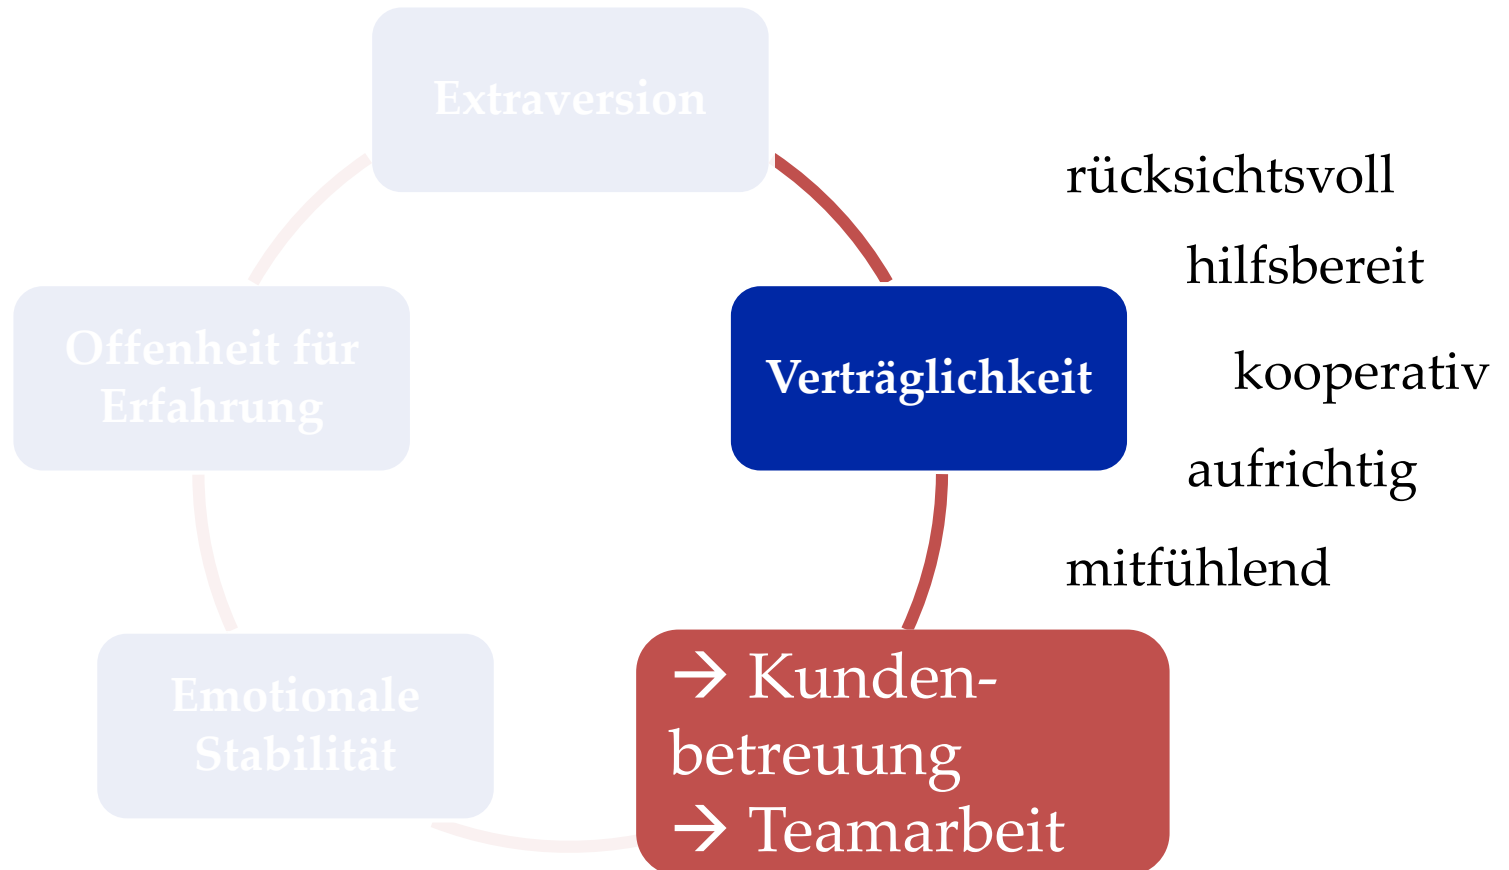 Extraversion
rücksichtsvoll
hilfsbereit
Offenheit für
Erfahrung
Verträglichkeit
kooperativ
aufrichtig
mitfühlend
Emotionale
Stabilität
→ Kunden-
betreuung
→ Teamarbeit